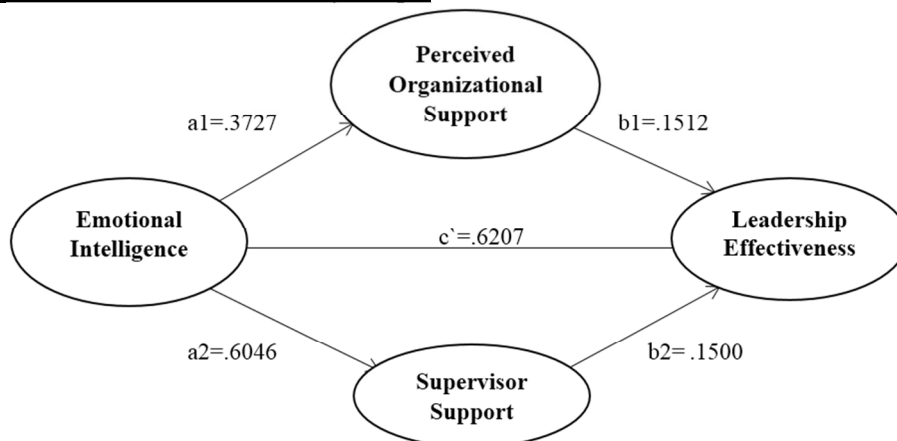 Perceived
Organizational
Support
a1=.3727
b1=.1512
Emotional
Intelligence
c`=.6207
Leadership
Effectiveness
a2=.6046
b2= .1500
Supervisor
Support